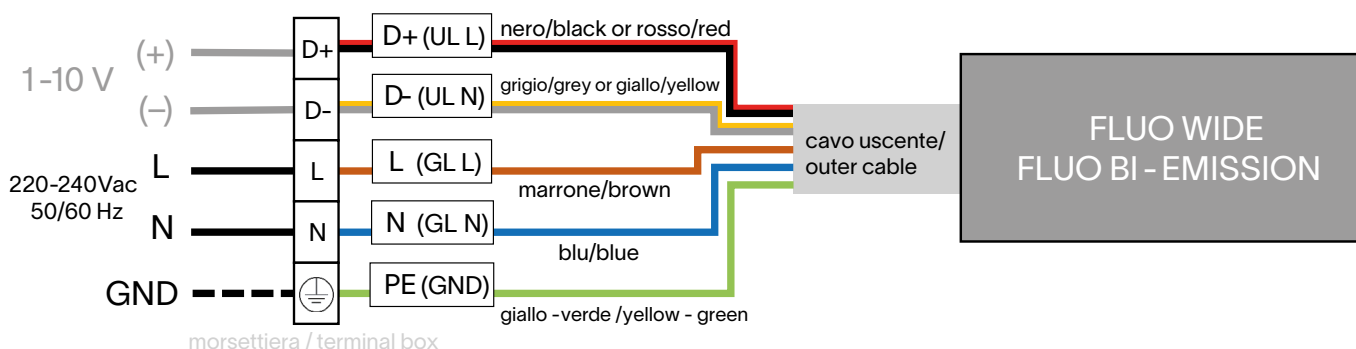 1-10 V
(+)
(-)
220-240Vac
50/60 Hz
L
N
GND
D+
D-
L
N
D+ (UL L)
D- (UL N)
L (GL L)
N (GL N)
PE (GND)
nero/black or rosso/red
grigio/grey or giallo/yellow
marrone/brown
blu/blue
giallo -verde /yellow - green
cavo uscente/
outer cable
FLUO WIDE
FLUO BI - EMISSION
morsettiera / terminal box